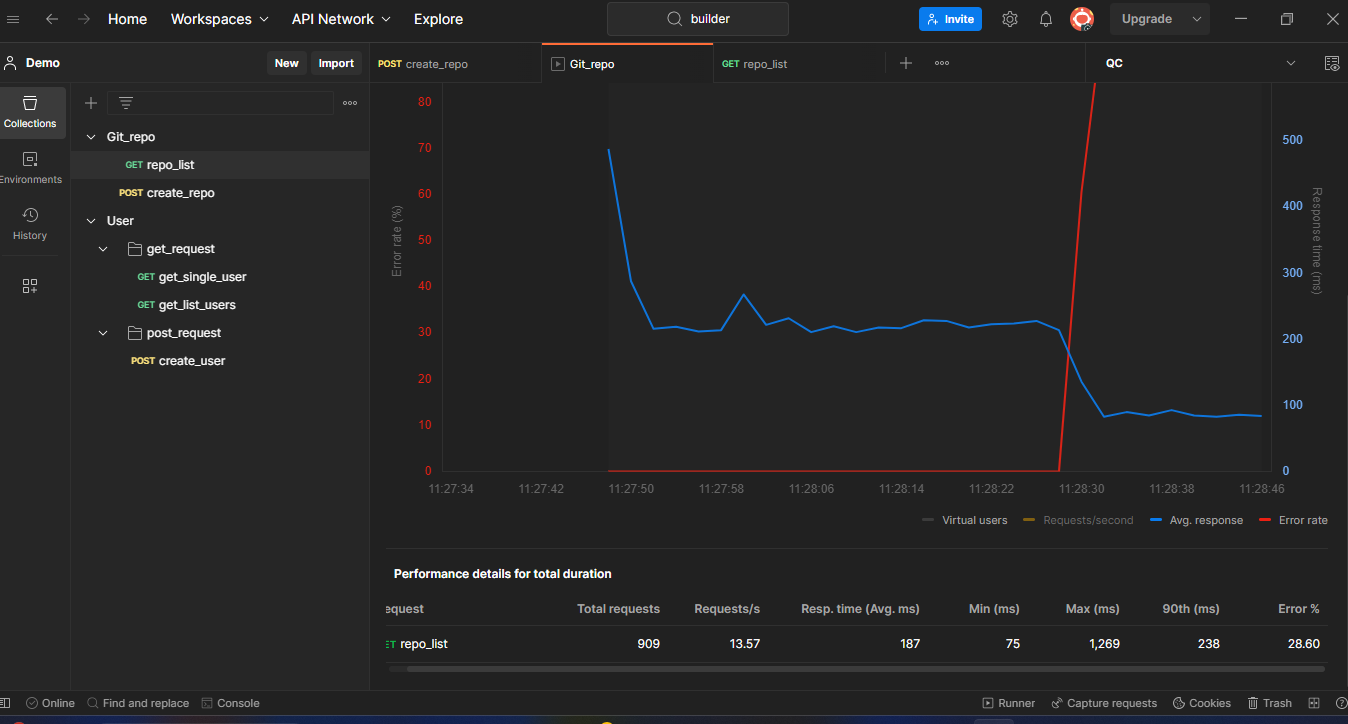 Home Workspaces API Network Explore builder Invite Upgrade
Demo New Import POST create_repo Git_repo GET repo_list QC
Collections
Environments
History
Git_repo
GET repo_list
POST create_repo
User
get_request
GET get_single_user
GET get_list_users
post_request
POST create_user
80
70
60
50
40
30
20
10
0
Error rate (%)
500
400
300
200
100
0
Response time (ms)
11:27:34 11:27:42 11:27:50 11:27:58 11:28:06 11:28:14 11:28:22 11:28:30 11:28:38 11:28:46
Virtual users Requests/second Avg. response Error rate
Performance details for total duration
equest Total requests Requests/s Resp. time (Avg. ms) Min (ms) Max (ms) 90th (ms) Error %
ET repo_list 909 13.57 187 75 1,269 238 28.60
Online Find and replace Console Runner Capture requests Cookies Trash